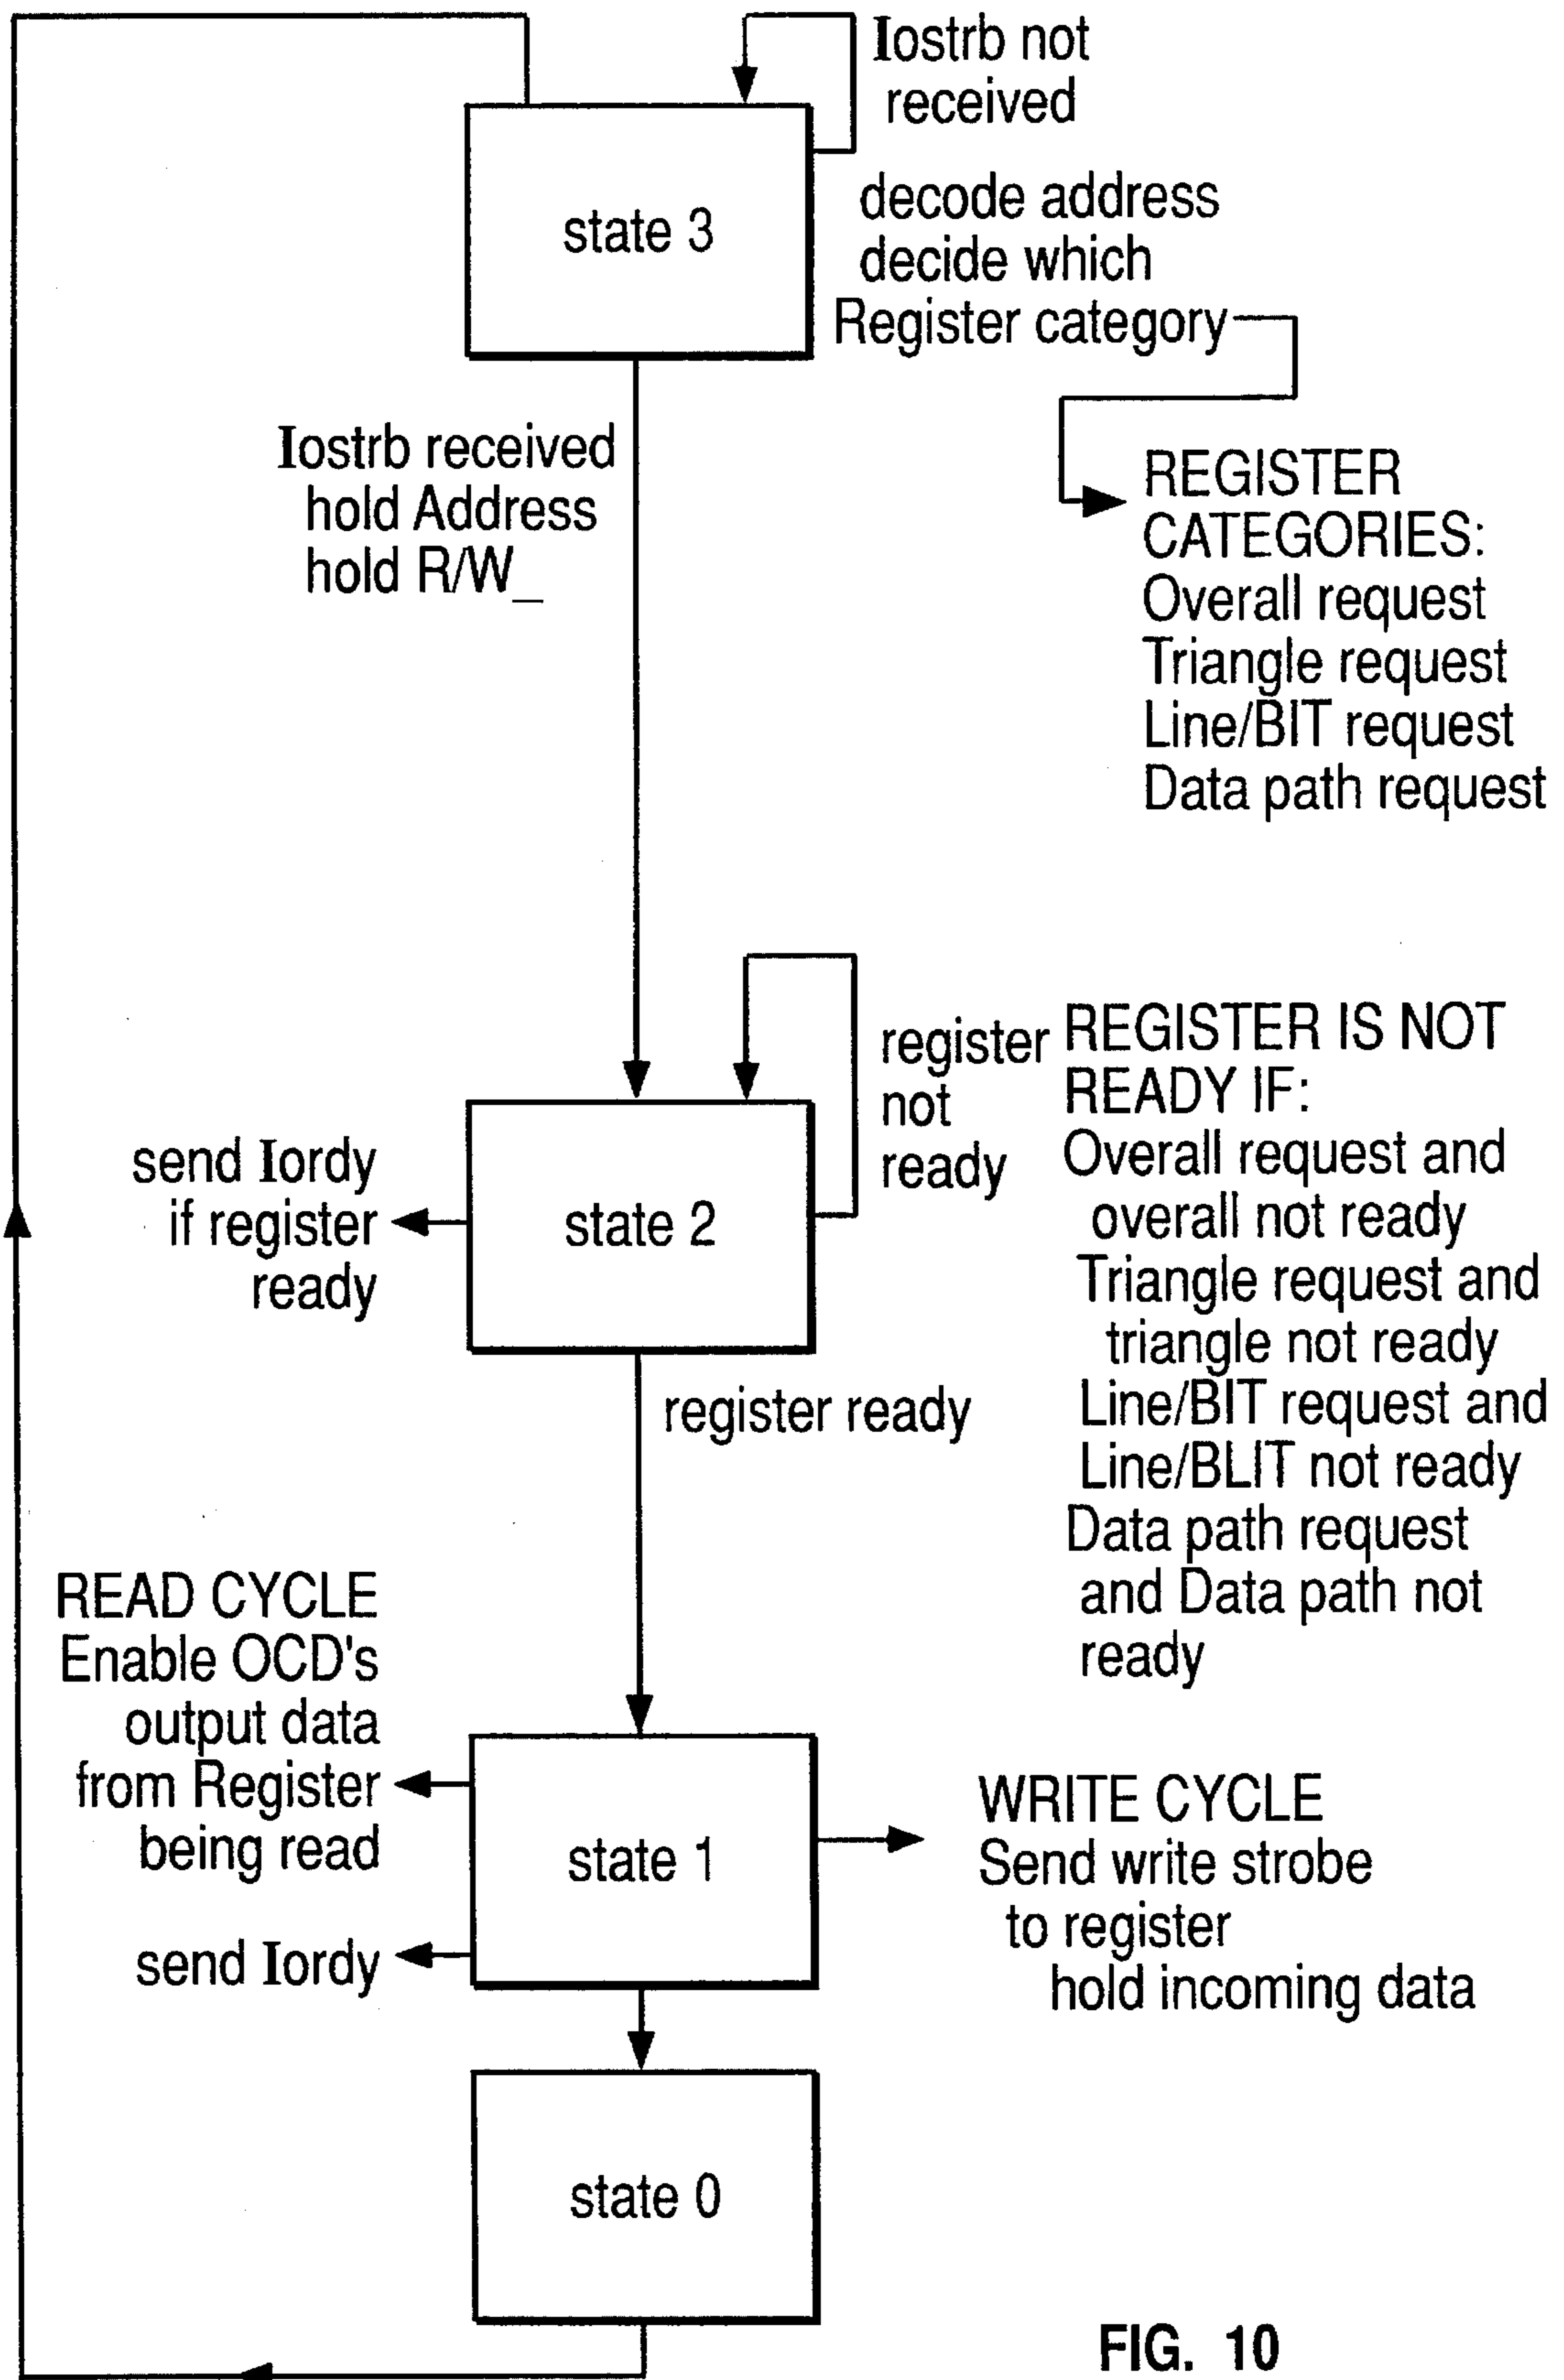 Iostrb not
received
state 3
decode address
decide which
Register category
Iostrb received
hold Address
hold R/W_
REGISTER
CATEGORIES:
Overall request
Triangle request
Line/BIT request
Data path request
register
not
ready
REGISTER IS NOT
READY IF:
Overall request and
overall not ready
Triangle request and
triangle not ready
Line/BIT request and
Line/BLIT not ready
Data path request
and Data path not
ready
send Iordy
if register
ready
state 2
register ready
READ CYCLE
Enable OCD's
output data
from Register
being read
send Iordy
state 1
WRITE CYCLE
Send write strobe
to register
hold incoming data
state 0
FIG. 10